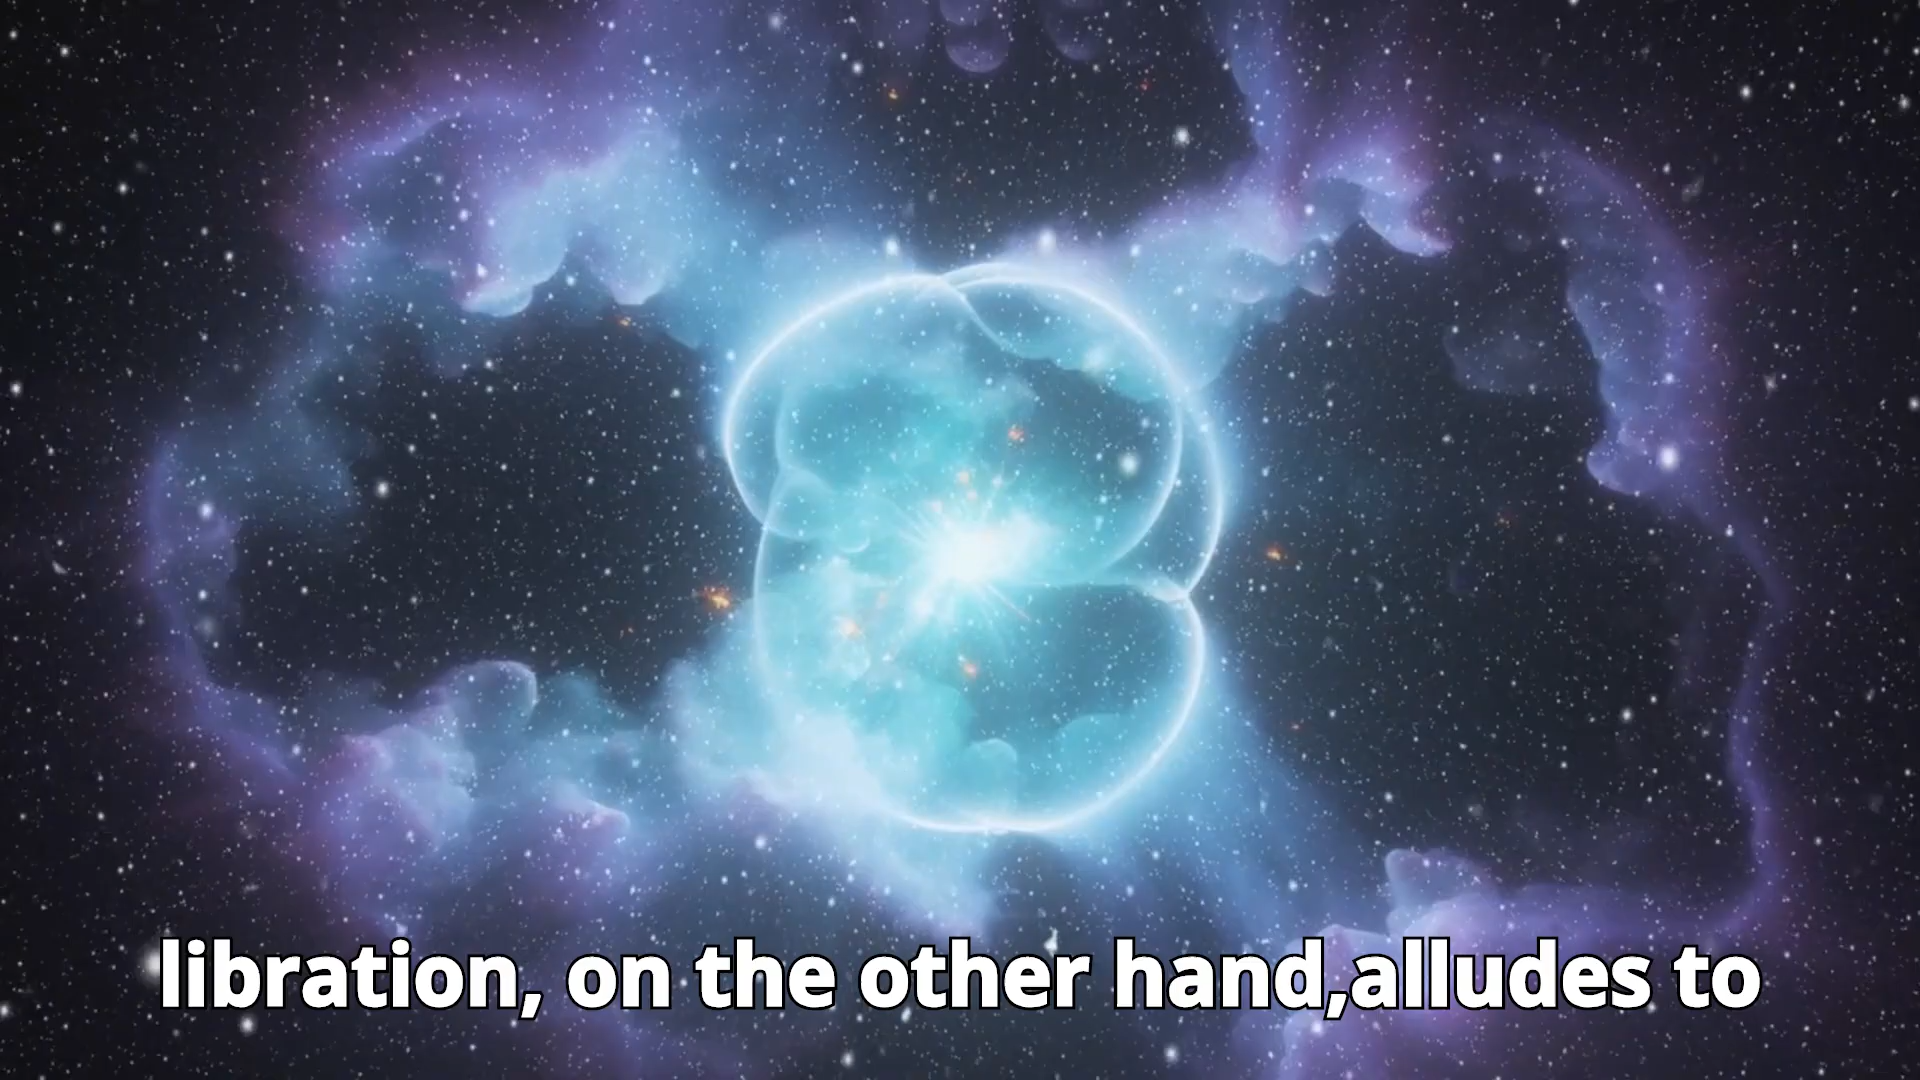 libration, on the other hand,alludes to